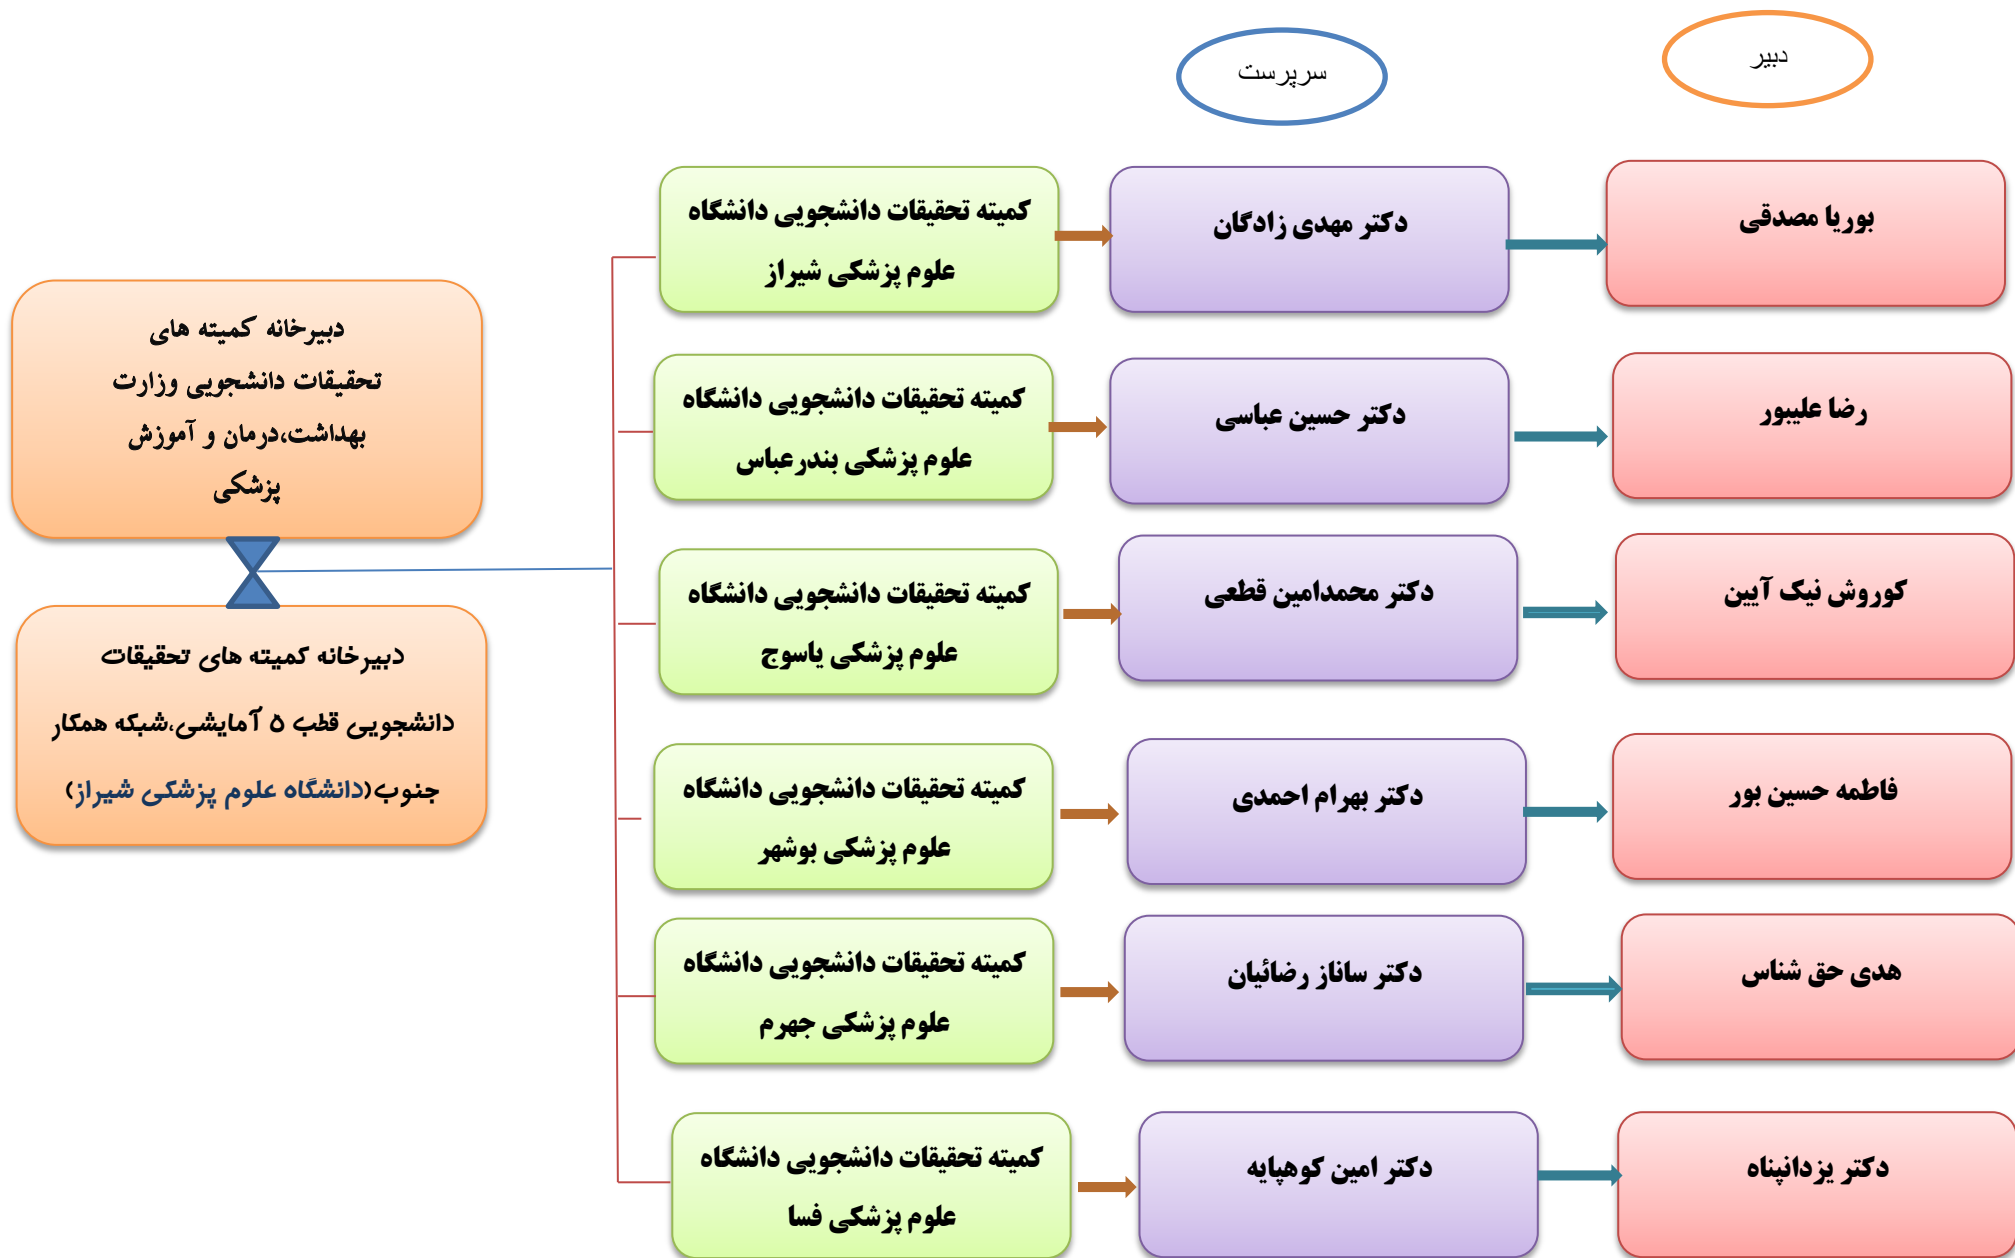 دبیر
سرپرست
دبیرخانه کمیته های
تحقیقات دانشجویی وزارت
بهداشت،درمان و آموزش
پزشکی
دبیرخانه کمیته های تحقیقات
دانشجویی قطب ۵ آمایشی،شبکه همکار
جنوب(دانشگاه علوم پزشکی شیراز)
کمیته تحقیقات دانشجویی دانشگاه
علوم پزشکی شیراز
دکتر مهدی زادگان
بوریا مصدقی
کمیته تحقیقات دانشجویی دانشگاه
علوم پزشکی بندرعباس
دکتر حسین عباسی
رضا علیبور
کمیته تحقیقات دانشجویی دانشگاه
علوم پزشکی یاسوج
دکتر محمدامین قطعی
کوروش نیک آیین
کمیته تحقیقات دانشجویی دانشگاه
علوم پزشکی بوشهر
دکتر بهرام احمدی
فاطمه حسین بور
کمیته تحقیقات دانشجویی دانشگاه
علوم پزشکی جهرم
دکتر ساناز رضائیان
هدی حق شناس
کمیته تحقیقات دانشجویی دانشگاه
علوم پزشکی فسا
دکتر امین کوهپایه
دکتر یزدانپناه